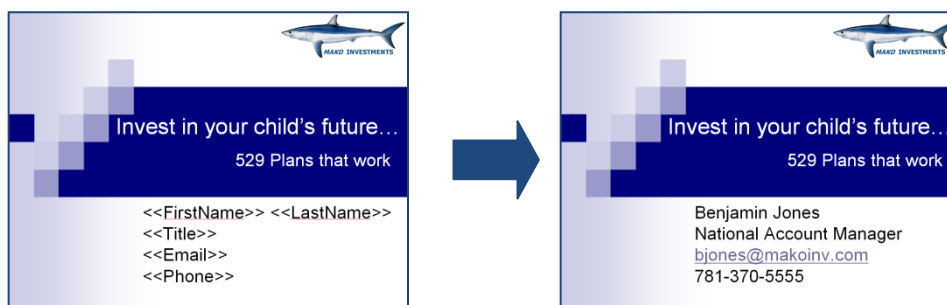 MAKO INVESTMENTS
Invest in your child's future...
529 Plans that work
<<FirstName>> <<LastName>>
<<Title>>
<<Email>>
<<Phone>>
MAKO INVESTMENTS
Invest in your child's future...
529 Plans that work
Benjamin Jones
National Account Manager
bjones@makoinv.com
781-370-5555